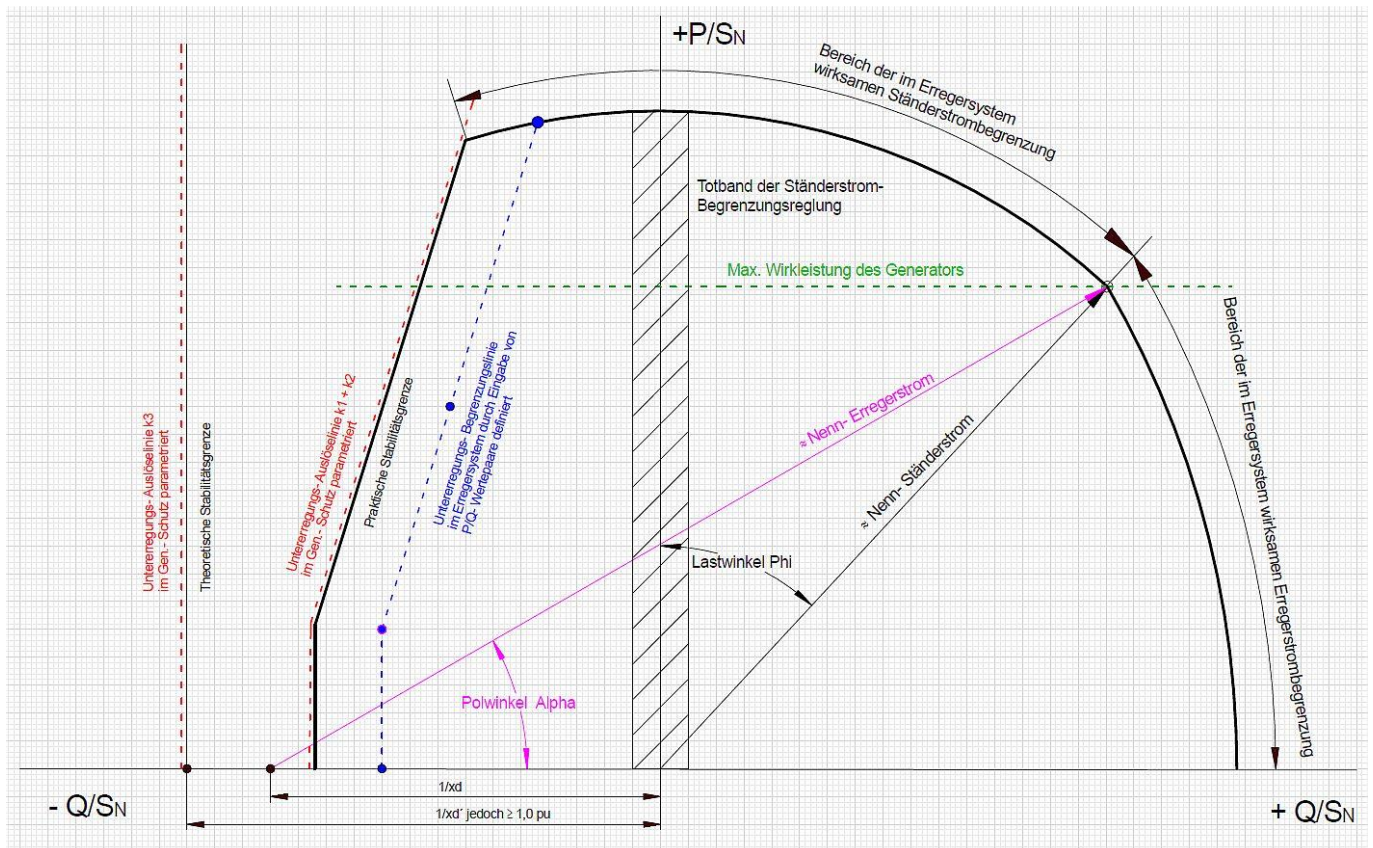 +P/SN
Bereich der im Erregersystem
wirksamen Ständerstrombegrenzung
Totband der Ständerstrom-
Begrenzungsreglung
Max. Wirkleistung des Generators
Bereich der im Erregersystem wirksamen Erregerstrombegrenzung
Untererregungs- Auslöselinie k3
im Gen.- Schutz parametriert
Theoretische Stabilitätsgrenze
Untererregungs- Auslöselinie k1 + k2
im Gen.- Schutz parametriert
Praktische Stabilitätsgrenze
Untererregungs- Begrenzungslinie
im Erregersystem durch Eingabe von
P/Q- Wertepaare definiert
≈ Nenn- Erregerstrom
≈ Nenn- Ständerstrom
Lastwinkel Phi
Polwinkel Alpha
1/xd
1/xd´ jedoch ≥ 1,0 pu
- Q/SN
+ Q/SN